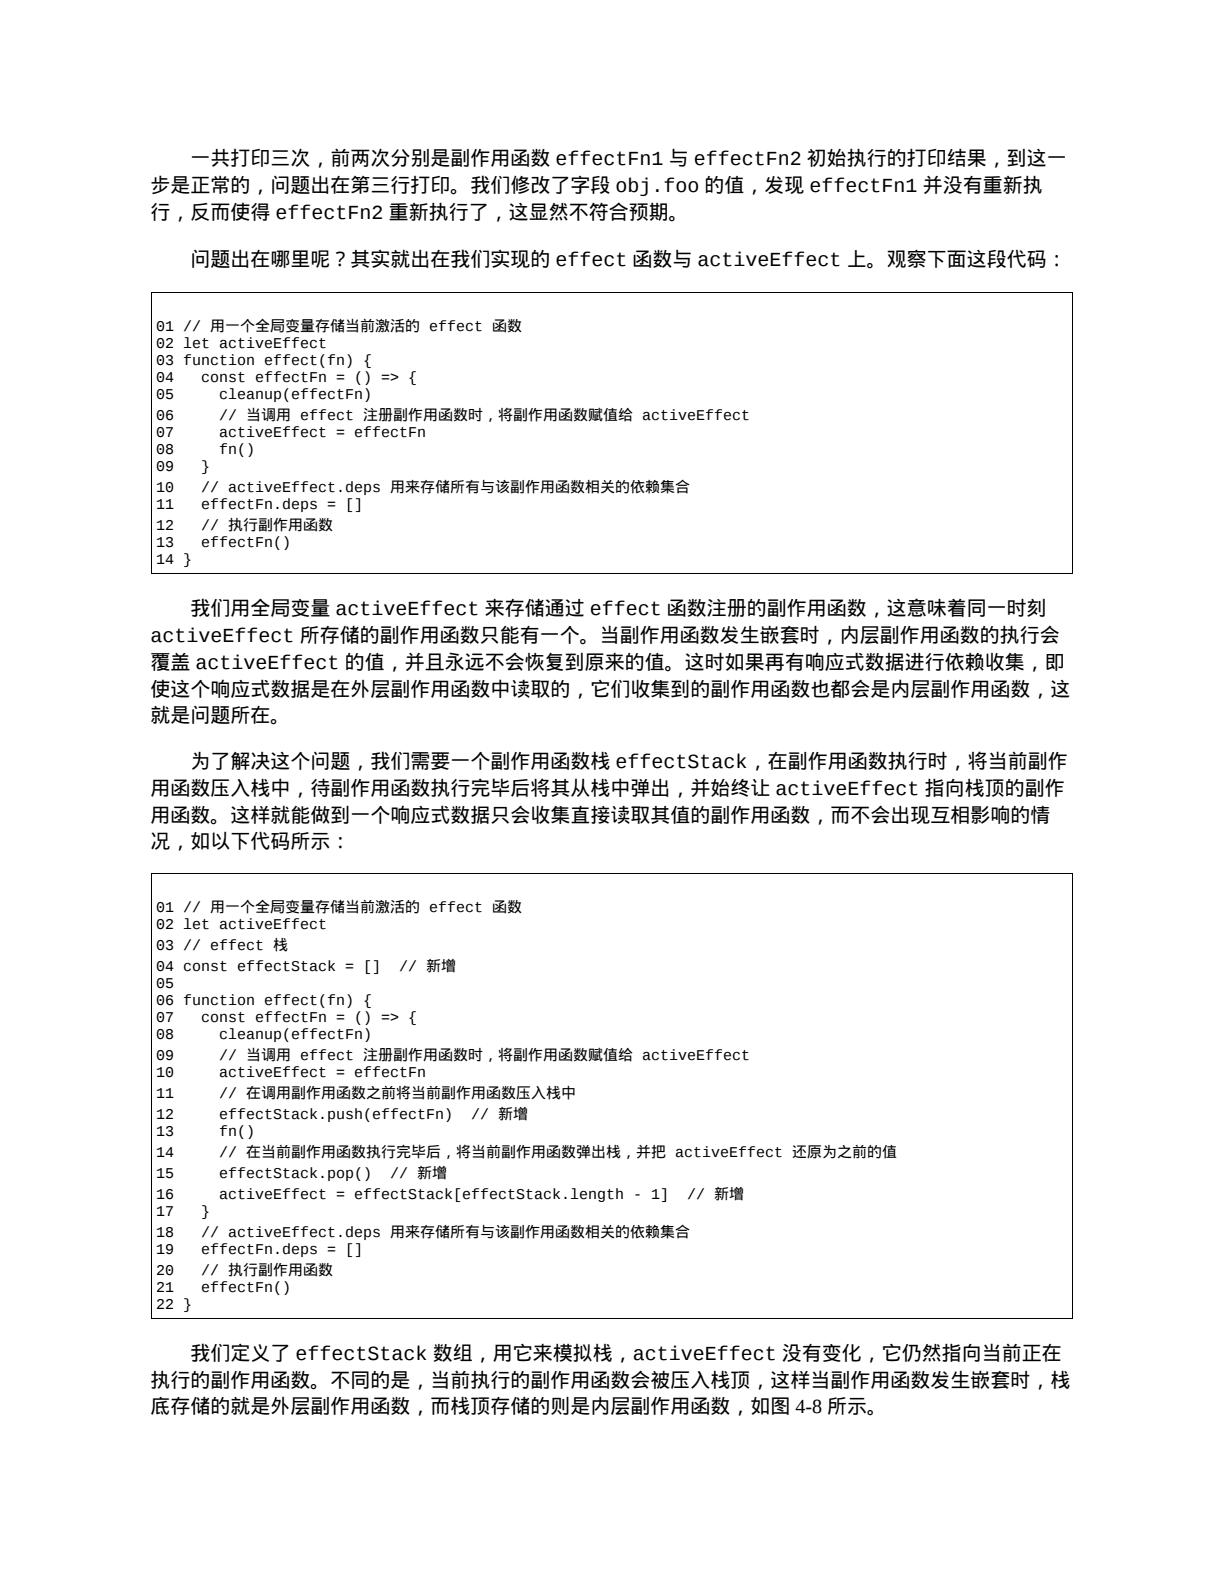 一共打印三次，前两次分别是副作用函数 effectFn1 与 effectFn2 初始执行的打印结果，到这一
步是正常的，问题出在第三行打印。我们修改了字段 obj.foo 的值，发现 effectFn1 并没有重新执
行，反而使得 effectFn2 重新执行了，这显然不符合预期。
问题出在哪里呢？其实就出在我们实现的 effect 函数与 activeEffect 上。观察下面这段代码：
01 // 用一个全局变量存储当前激活的 effect 函数
02 let activeEffect
03 function effect(fn) {
04   const effectFn = () => {
05     cleanup(effectFn)
06     // 当调用 effect 注册副作用函数时，将副作用函数赋值给 activeEffect
07     activeEffect = effectFn
08     fn()
09   }
10   // activeEffect.deps 用来存储所有与该副作用函数相关的依赖集合
11   effectFn.deps = []
12   // 执行副作用函数
13   effectFn()
14 }
我们用全局变量 activeEffect 来存储通过 effect 函数注册的副作用函数，这意味着同一时刻
activeEffect 所存储的副作用函数只能有一个。当副作用函数发生嵌套时，内层副作用函数的执行会
覆盖 activeEffect 的值，并且永远不会恢复到原来的值。这时如果再有响应式数据进行依赖收集，即
使这个响应式数据是在外层副作用函数中读取的，它们收集到的副作用函数也都会是内层副作用函数，这
就是问题所在。
为了解决这个问题，我们需要一个副作用函数栈 effectStack，在副作用函数执行时，将当前副作
用函数压入栈中，待副作用函数执行完毕后将其从栈中弹出，并始终让 activeEffect 指向栈顶的副作
用函数。这样就能做到一个响应式数据只会收集直接读取其值的副作用函数，而不会出现互相影响的情
况，如以下代码所示：
01 // 用一个全局变量存储当前激活的 effect 函数
02 let activeEffect
03 // effect 栈
04 const effectStack = []  // 新增
05
06 function effect(fn) {
07   const effectFn = () => {
08     cleanup(effectFn)
09     // 当调用 effect 注册副作用函数时，将副作用函数赋值给 activeEffect
10     activeEffect = effectFn
11     // 在调用副作用函数之前将当前副作用函数压入栈中
12     effectStack.push(effectFn)  // 新增
13     fn()
14     // 在当前副作用函数执行完毕后，将当前副作用函数弹出栈，并把 activeEffect 还原为之前的值
15     effectStack.pop()  // 新增
16     activeEffect = effectStack[effectStack.length - 1]  // 新增
17   }
18   // activeEffect.deps 用来存储所有与该副作用函数相关的依赖集合
19   effectFn.deps = []
20   // 执行副作用函数
21   effectFn()
22 }
我们定义了 effectStack 数组，用它来模拟栈，activeEffect 没有变化，它仍然指向当前正在
执行的副作用函数。不同的是，当前执行的副作用函数会被压入栈顶，这样当副作用函数发生嵌套时，栈
底存储的就是外层副作用函数，而栈顶存储的则是内层副作用函数，如图 4-8 所示。